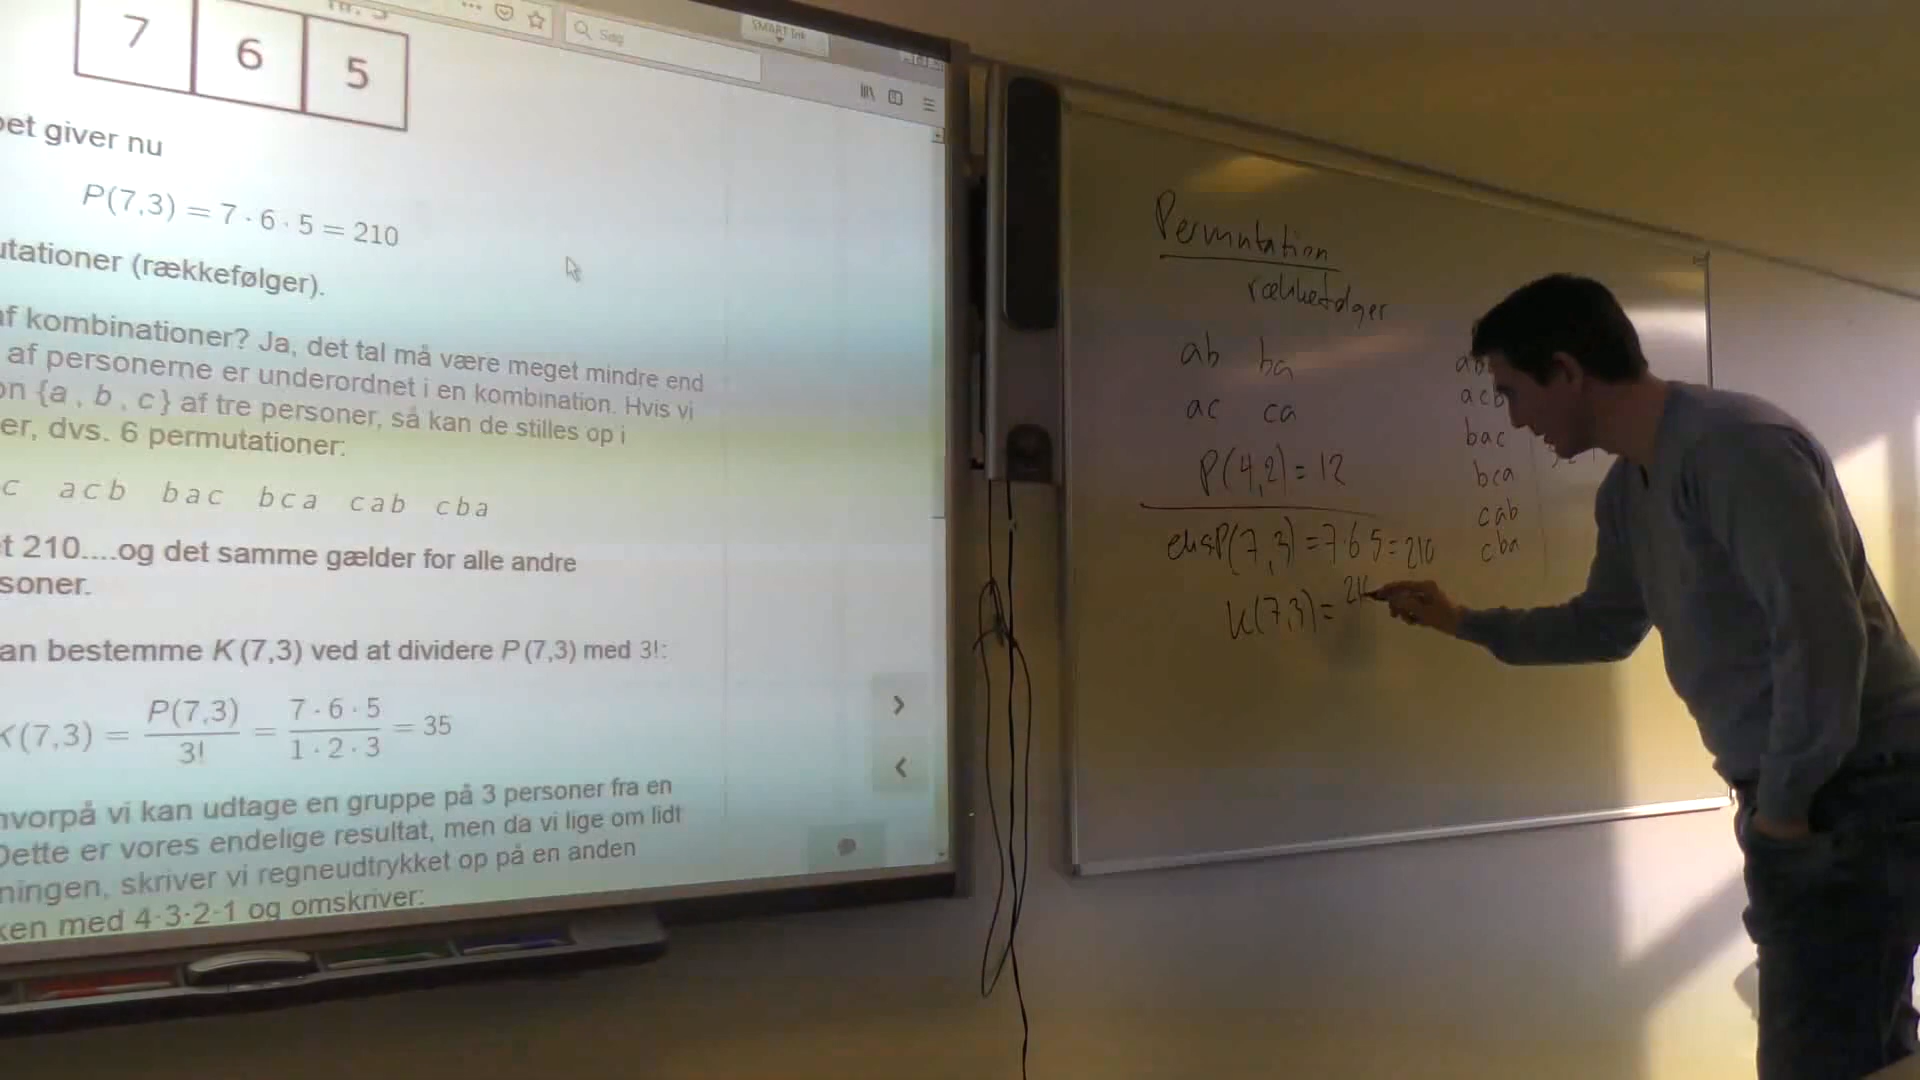 7 6 5
Søg
SMART Ink
et giver nu
P(7,3) = 7 · 6 · 5 = 210
utationer (rækkefølger).
af kombinationer? Ja, det tal må være meget mindre end
af personerne er underordnet i en kombination. Hvis vi
on {a , b , c} af tre personer, så kan de stilles op i
er, dvs. 6 permutationer:
c acb bac bca cab cba
t 210....og det samme gælder for alle andre
soner.
an bestemme K(7,3) ved at dividere P(7,3) med 3!:
K(7,3) = P(7,3) / 3! = 7 · 6 · 5 / 1 · 2 · 3 = 35
hvorpå vi kan udtage en gruppe på 3 personer fra en
Dette er vores endelige resultat, men da vi lige om lidt
ningen, skriver vi regneudtrykket op på en anden
ken med 4·3·2·1 og omskriver:
Permutation
rækkefølger
ab ba
ac ca
P(4,2) = 12
eks P(7,3) = 7·6 5 = 210
K(7,3) = 21
ab
acb
bac
bca
cab
cba